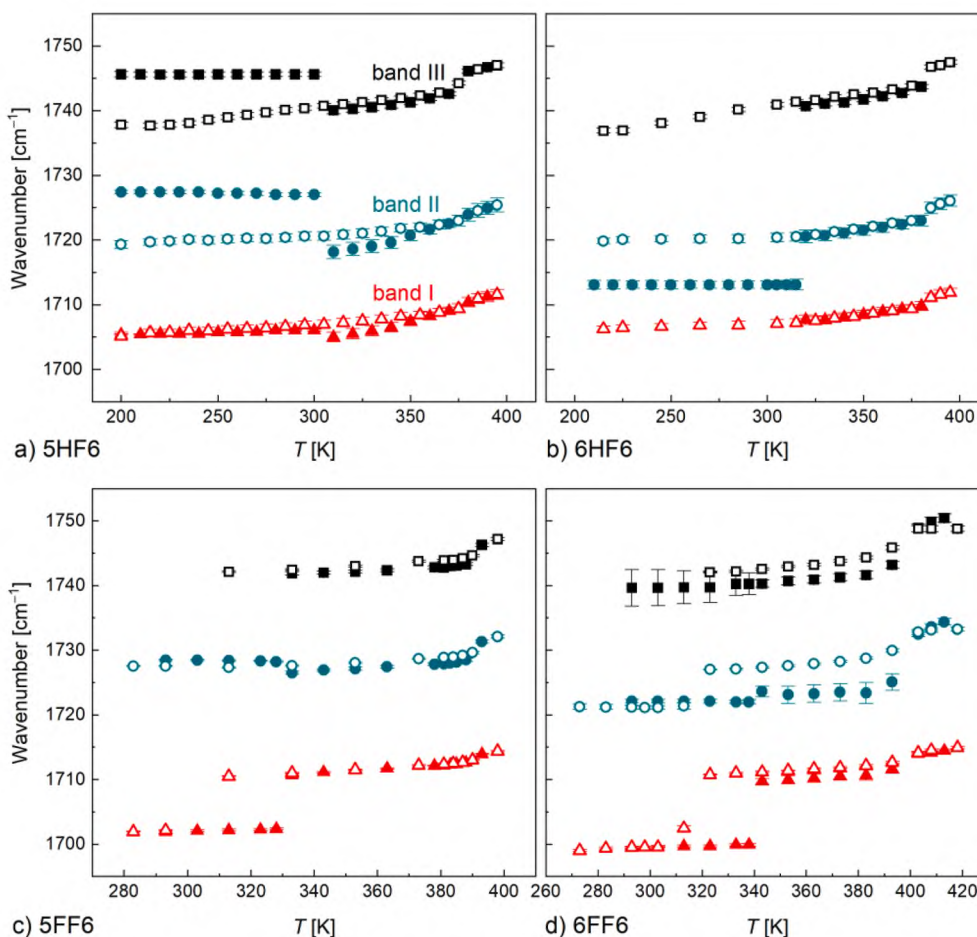 1750
1740
1730
1720
1710
1700
Wavenumber [cm⁻¹]
band III
band II
band I
200 250 300 350 400
200 250 300 350 400
a) 5HF6 T [K]
b) 6HF6 T [K]
1750
1740
1730
1720
1710
1700
Wavenumber [cm⁻¹]
280 300 320 340 360 380 400
260 280 300 320 340 360 380 400 420
c) 5FF6 T [K]
d) 6FF6 T [K]